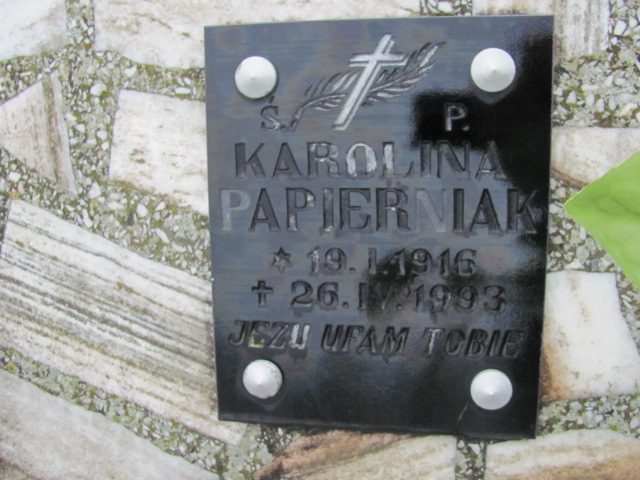 Ś. P.
KAROLINA
PAPIERNIAK
* 19.I.1916
✝ 26.IV.1993
JEZU UFAM TOBIE